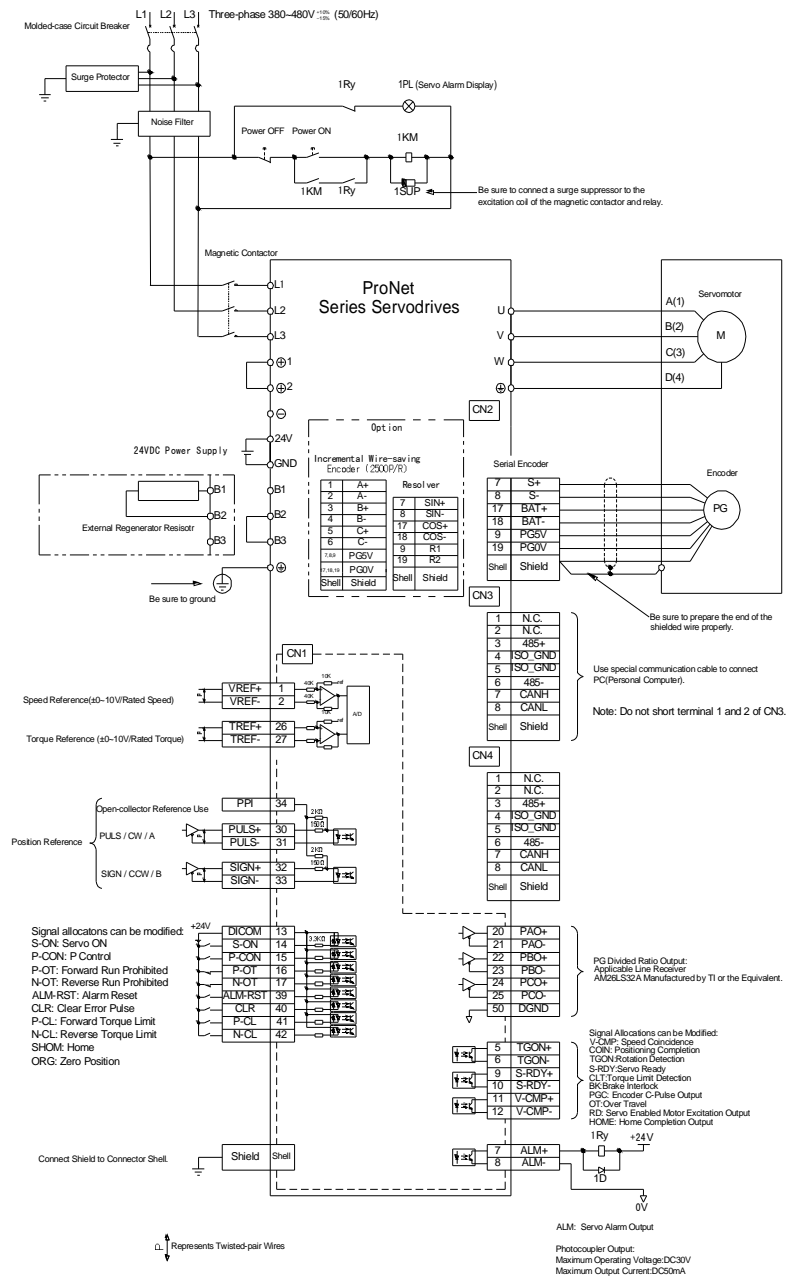 L1 L2 L3 Three-phase 380~480V +10% -15% (50/60Hz)
Molded-case Circuit Breaker
Surge Protector
Noise Filter
1Ry 1PL (Servo Alarm Display)
Power OFF Power ON 1KM
1KM 1Ry 1SUP
Be sure to connect a surge suppressor to the
excitation coil of the magnetic contactor and relay.
Magnetic Contactor
ProNet
Series Servodrives
L1
L2
L3
1
2
24V
GND
24VDC Power Supply
B1
B2
B3
B1
B2
B3
External Regenerator Resisotr
Be sure to ground
U
V
W
A(1)
B(2)
C(3)
D(4)
Servomotor
M
CN2
Option
Incremental Wire-saving
Encoder (2500P/R)
1 A+
2 A-
3 B+
4 B-
5 C+
6 C-
7,8,9 PG5V
17,18,19 PG0V
Shell Shield
Resolver
7 SIN+
8 SIN-
17 COS+
18 COS-
9 R1
19 R2
Shell Shield
Serial Encoder
7 S+
8 S-
17 BAT+
18 BAT-
9 PG5V
19 PG0V
Shell Shield
Encoder
PG
Be sure to prepare the end of the
shielded wire properly.
CN3
1 N.C.
2 N.C.
3 485+
4 ISO_GND
5 ISO_GND
6 485-
7 CANH
8 CANL
Shell Shield
Use special communication cable to connect
PC(Personal Computer).
Note: Do not short terminal 1 and 2 of CN3.
CN4
1 N.C.
2 N.C.
3 485+
4 ISO_GND
5 ISO_GND
6 485-
7 CANH
8 CANL
Shell Shield
CN1
Speed Reference(±0~10V/Rated Speed)
P VREF+ 1
VREF- 2
40K
40K
10K
10K
A/D
Torque Reference (±0~10V/Rated Torque)
P TREF+ 26
TREF- 27
Position Reference
Open-collector Reference Use
PPI 34
PULS / CW / A
P PULS+ 30
PULS- 31
SIGN / CCW / B
P SIGN+ 32
SIGN- 33
2KΩ
150Ω
2KΩ
150Ω
Signal allocatons can be modified:
S-ON: Servo ON
P-CON: P Control
P-OT: Forward Run Prohibited
N-OT: Reverse Run Prohibited
ALM-RST: Alarm Reset
CLR: Clear Error Pulse
P-CL: Forward Torque Limit
N-CL: Reverse Torque Limit
SHOM: Home
ORG: Zero Position
+24V
DICOM 13
S-ON 14
P-CON 15
P-OT 16
N-OT 17
ALM-RST 39
CLR 40
P-CL 41
N-CL 42
3.3KΩ
20 PAO+
21 PAO-
22 PBO+
23 PBO-
24 PCO+
25 PCO-
50 DGND
PG Divided Ratio Output:
Applicable Line Receiver
AM26LS32A Manufactured by TI or the Equivalent.
5 TGON+
6 TGON-
9 S-RDY+
10 S-RDY-
11 V-CMP+
12 V-CMP-
Signal Allocations can be Modified:
V-CMP: Speed Coincidence
COIN: Positioning Completion
TGON:Rotation Detection
S-RDY:Servo Ready
CLT:Torque Limit Detection
BK:Brake Interlock
PGC: Encoder C-Pulse Output
OT:Over Travel
RD: Servo Enabled Motor Excitation Output
HOME: Home Completion Output
7 ALM+
8 ALM-
1Ry
+24V
1D
0V
Connect Shield to Connector Shell.
Shield Shell
ALM: Servo Alarm Output
P Represents Twisted-pair Wires
Photocoupler Output:
Maximum Operating Voltage:DC30V
Maximum Output Current:DC50mA